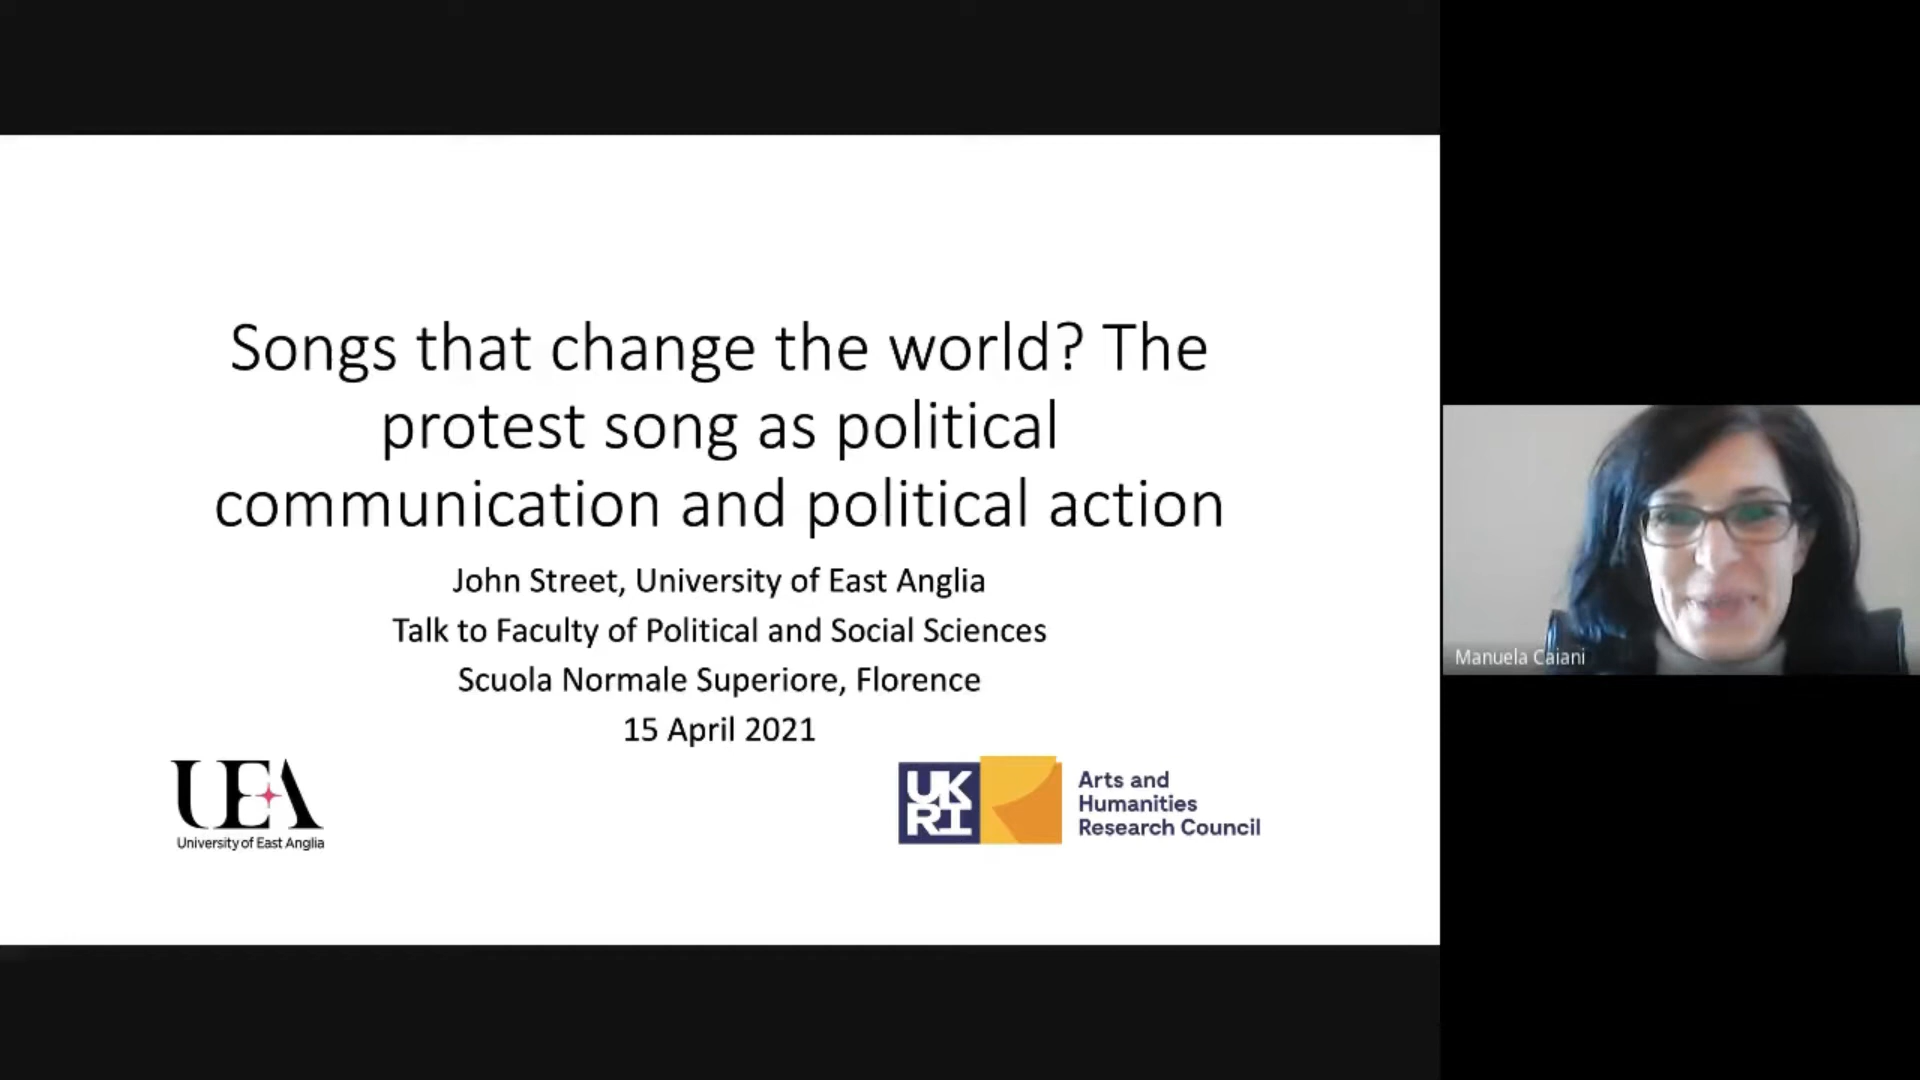 Songs that change the world? The
protest song as political
communication and political action
John Street, University of East Anglia
Talk to Faculty of Political and Social Sciences
Scuola Normale Superiore, Florence
15 April 2021
UEA
University of East Anglia
UK
RI
Arts and
Humanities
Research Council
Manuela Caiani